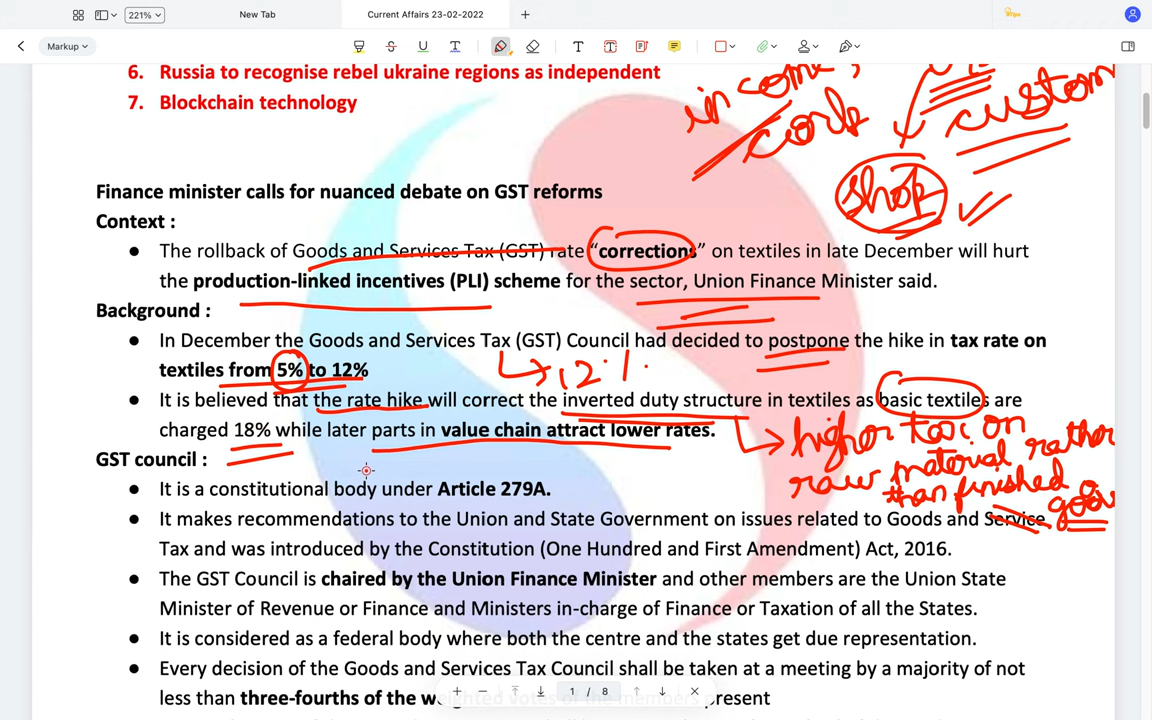 221%
New Tab
Current Affairs 23-02-2022
Markup
6. Russia to recognise rebel ukraine regions as independent
7. Blockchain technology
income,
corb
custom
shop
Finance minister calls for nuanced debate on GST reforms
Context :
● The rollback of Goods and Services Tax (GST) rate “corrections” on textiles in late December will hurt
the production-linked incentives (PLI) scheme for the sector, Union Finance Minister said.
Background :
● In December the Goods and Services Tax (GST) Council had decided to postpone the hike in tax rate on
textiles from 5% to 12%
12%
● It is believed that the rate hike will correct the inverted duty structure in textiles as basic textiles are
charged 18% while later parts in value chain attract lower rates.
higher tax on
raw material rather
than finished
goods
GST council :
● It is a constitutional body under Article 279A.
● It makes recommendations to the Union and State Government on issues related to Goods and Service
Tax and was introduced by the Constitution (One Hundred and First Amendment) Act, 2016.
● The GST Council is chaired by the Union Finance Minister and other members are the Union State
Minister of Revenue or Finance and Ministers in-charge of Finance or Taxation of all the States.
● It is considered as a federal body where both the centre and the states get due representation.
● Every decision of the Goods and Services Tax Council shall be taken at a meeting by a majority of not
less than three-fourths of the weighted votes of the members present
1 / 8